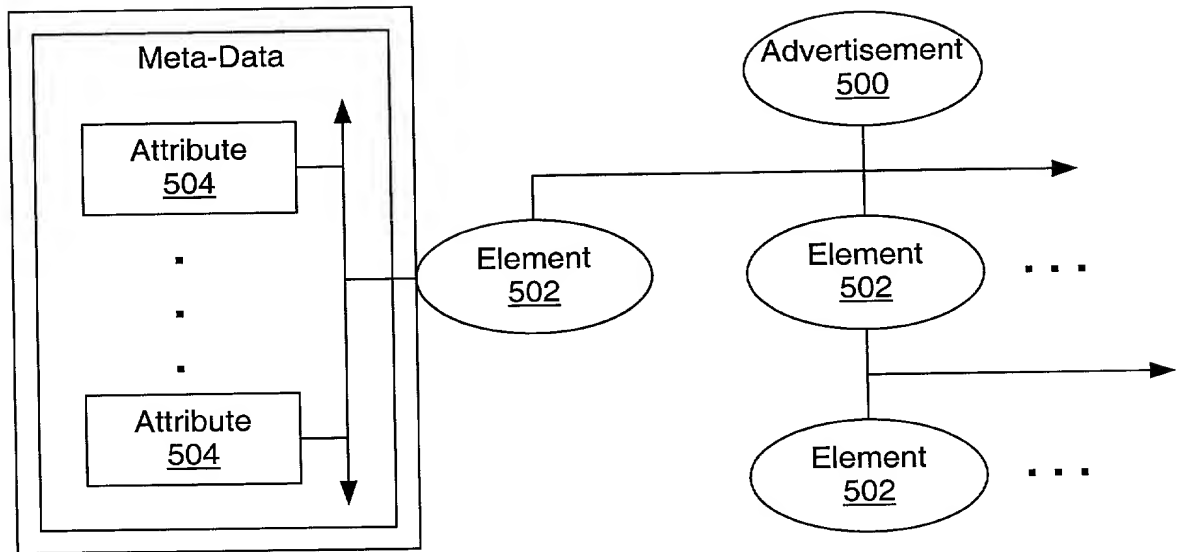 Meta-Data
Attribute
504
Attribute
504
Advertisement
500
Element
502
Element
502
Element
502